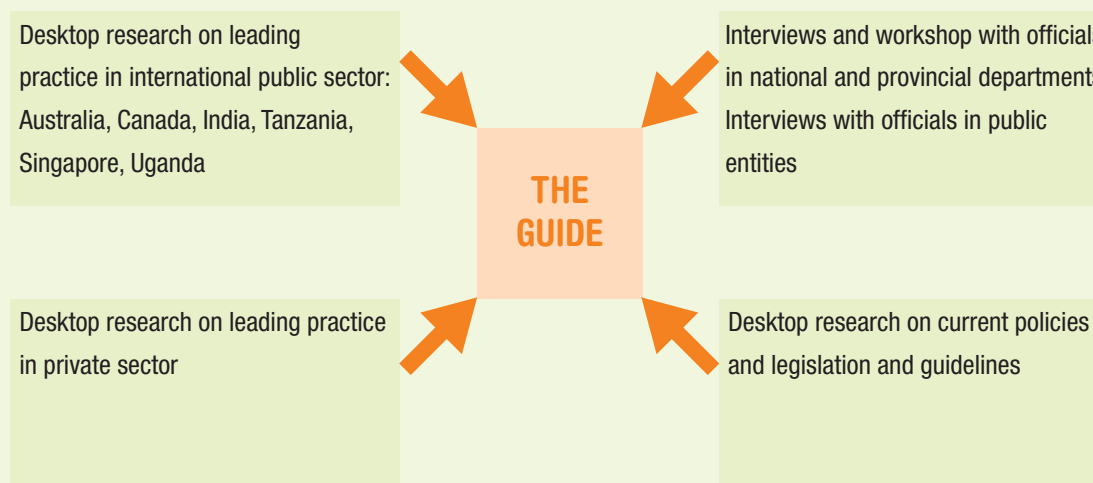 Desktop research on leading
practice in international public sector:
Australia, Canada, India, Tanzania,
Singapore, Uganda
Interviews and workshop with officials
in national and provincial departments
Interviews with officials in public
entities
THE
GUIDE
Desktop research on leading practice
in private sector
Desktop research on current policies
and legislation and guidelines